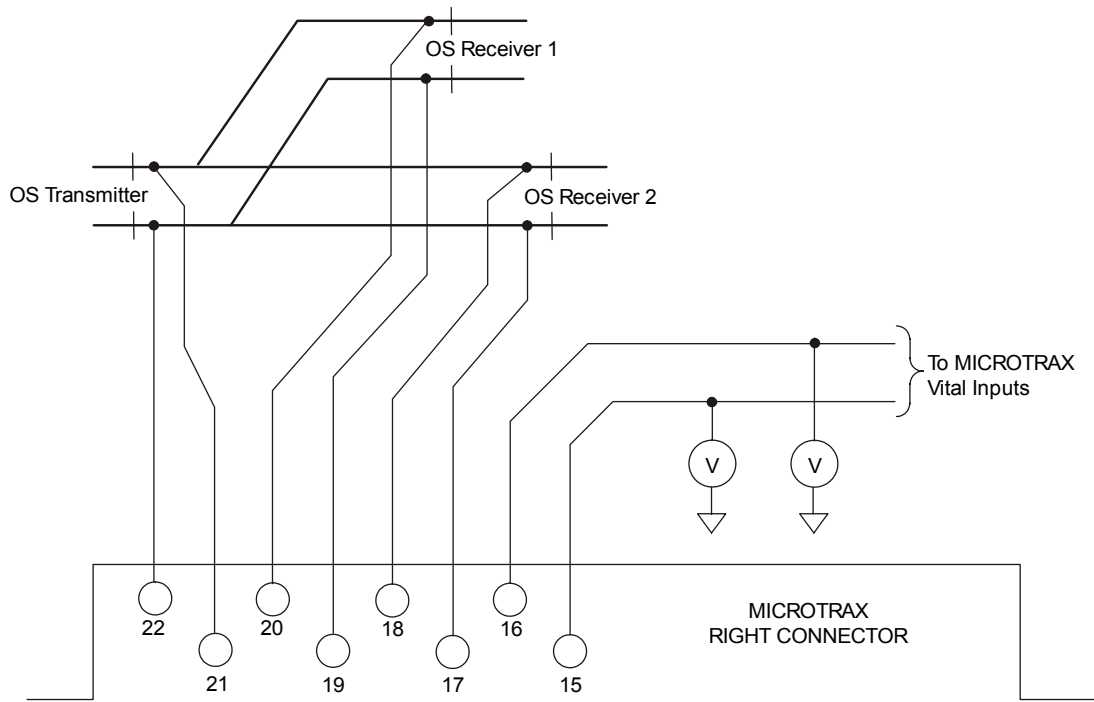 OS Receiver 1
OS Transmitter
OS Receiver 2
To MICROTRAX
Vital Inputs
V
V
MICROTRAX
RIGHT CONNECTOR
22
20
18
16
21
19
17
15